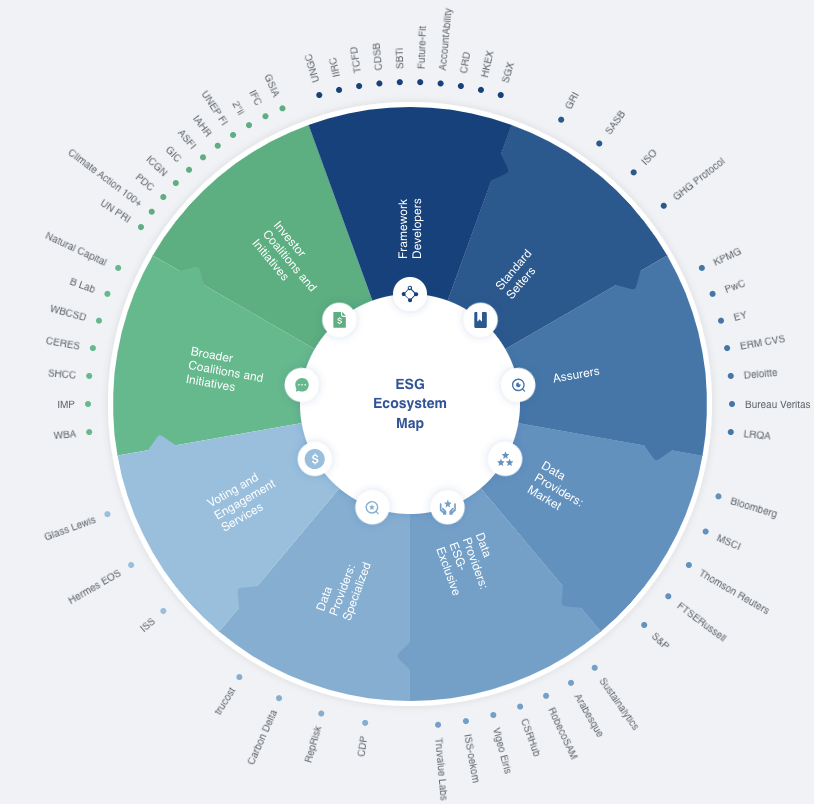 ESG
Ecosystem
Map
Framework
Developers
UNGC
IIRC
TCFD
CDSB
SBTi
Future-Fit
AccountAbility
CRD
HKEX
SGX
Standard
Setters
GRI
SASB
ISO
GHG Protocol
Assurers
KPMG
PwC
EY
ERM CVS
Deloitte
Bureau Veritas
LRQA
Data
Providers:
Market
Bloomberg
MSCI
Thomson Reuters
FTSERussell
S&P
Data
Providers:
ESG-
Exclusive
Sustainalytics
Arabesque
RobecoSAM
CSRHub
Vigeo Eiris
ISS-oekom
Truvalue Labs
Data
Providers:
Specialized
CDP
RepRisk
Carbon Delta
trucost
Voting and
Engagement
Services
ISS
Hermes EOS
Glass Lewis
Broader
Coalitions and
Initiatives
WBA
IMP
SHCC
CERES
WBCSD
B Lab
Natural Capital
Investor
Coalitions and
Initiatives
UN PRI
Climate Action 100+
PDC
ICGN
GIC
ASFI
IAHR
UNEP FI
2°ii
IFC
GSIA